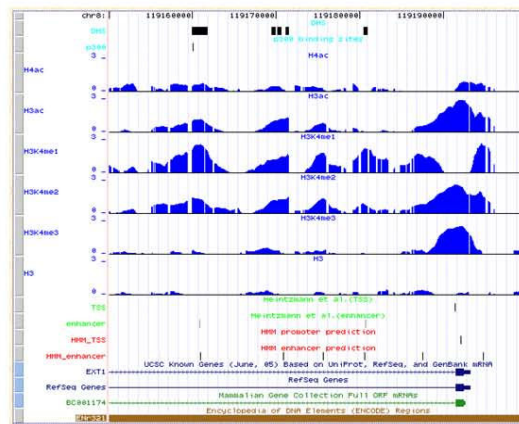 chr8: 119160000 119170000 119180000 119190000
DHS
DHS
p300 binding sites
p300
3 H4ac
H4ac
0
3 H3ac
H3ac
0
3 H3K4me1
H3K4me1
0
3 H3K4me2
H3K4me2
0
3 H3K4me3
H3K4me3
0
3 H3
H3
0
Heintzmann et al.(TSS)
TSS
Heintzmann et al.(enhancer)
enhancer
HMM promoter prediction
HMM_TSS
HMM enhancer prediction
HMM_enhancer
UCSC Known Genes (June, 05) Based on UniProt, RefSeq, and GenBank mRNA
EXT1
RefSeq Genes
RefSeq Genes
Mammalian Gene Collection Full ORF mRNAs
BC001174
Encyclopedia of DNA Elements (ENCODE) Regions
ENr321